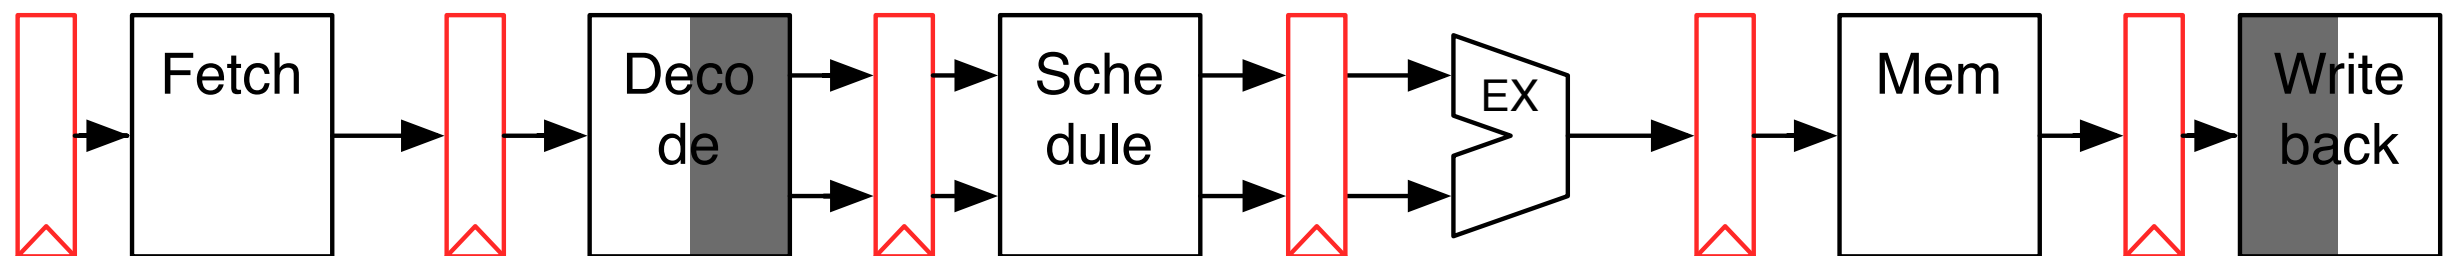 Fetch
Deco
de
Sche
dule
EX
Mem
Write
back